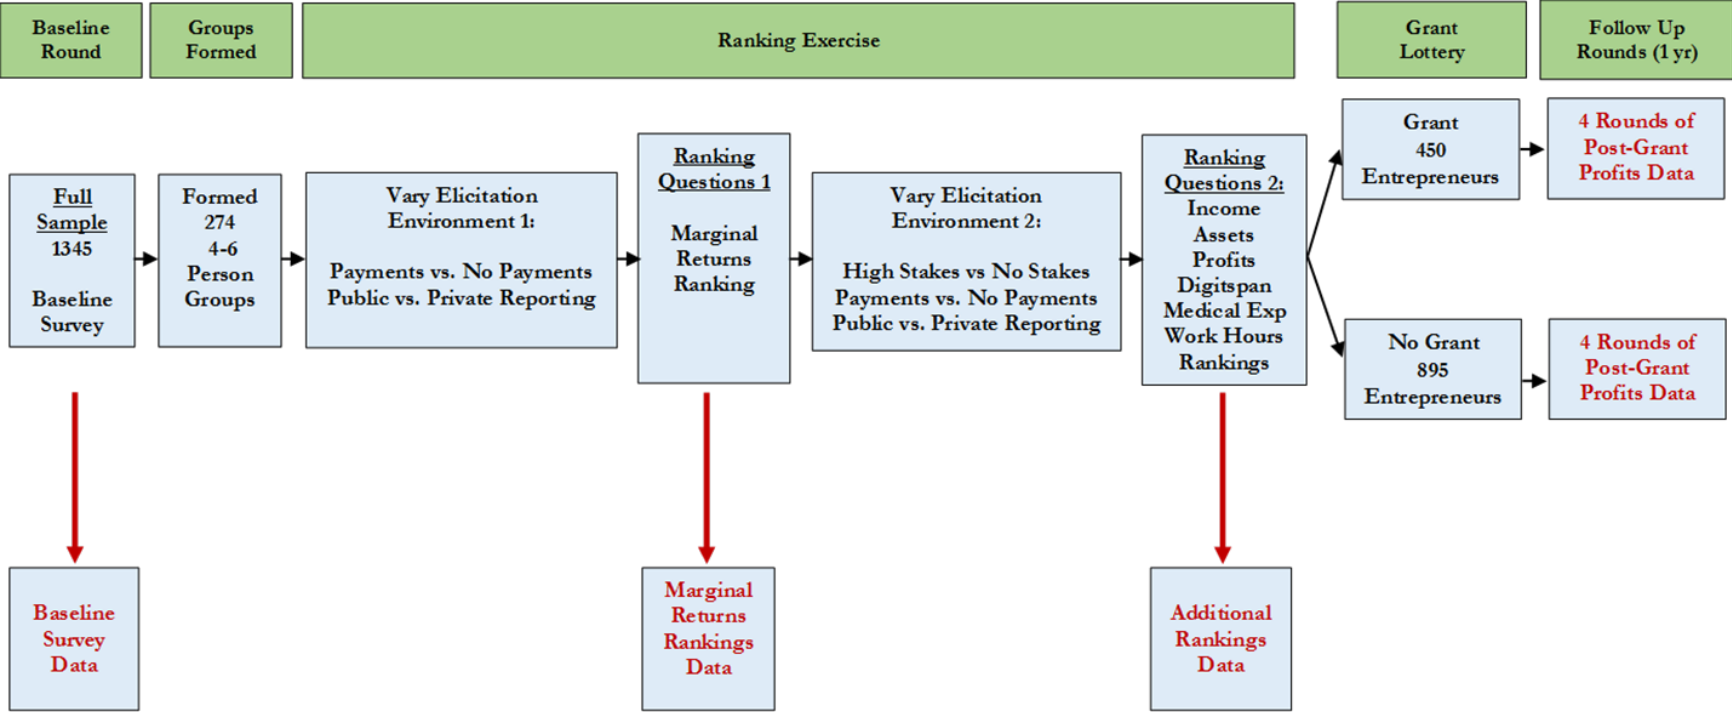 Baseline
Round
Groups
Formed
Ranking Exercise
Grant
Lottery
Follow Up
Rounds (1 yr)
Full
Sample
1345
Baseline
Survey
Formed
274
4-6
Person
Groups
Vary Elicitation
Environment 1:
Payments vs. No Payments
Public vs. Private Reporting
Ranking
Questions 1
Marginal
Returns
Ranking
Vary Elicitation
Environment 2:
High Stakes vs No Stakes
Payments vs. No Payments
Public vs. Private Reporting
Ranking
Questions 2:
Income
Assets
Profits
Digitspan
Medical Exp
Work Hours
Rankings
Grant
450
Entrepreneurs
4 Rounds of
Post-Grant
Profits Data
No Grant
895
Entrepreneurs
4 Rounds of
Post-Grant
Profits Data
Baseline
Survey
Data
Marginal
Returns
Rankings
Data
Additional
Rankings
Data